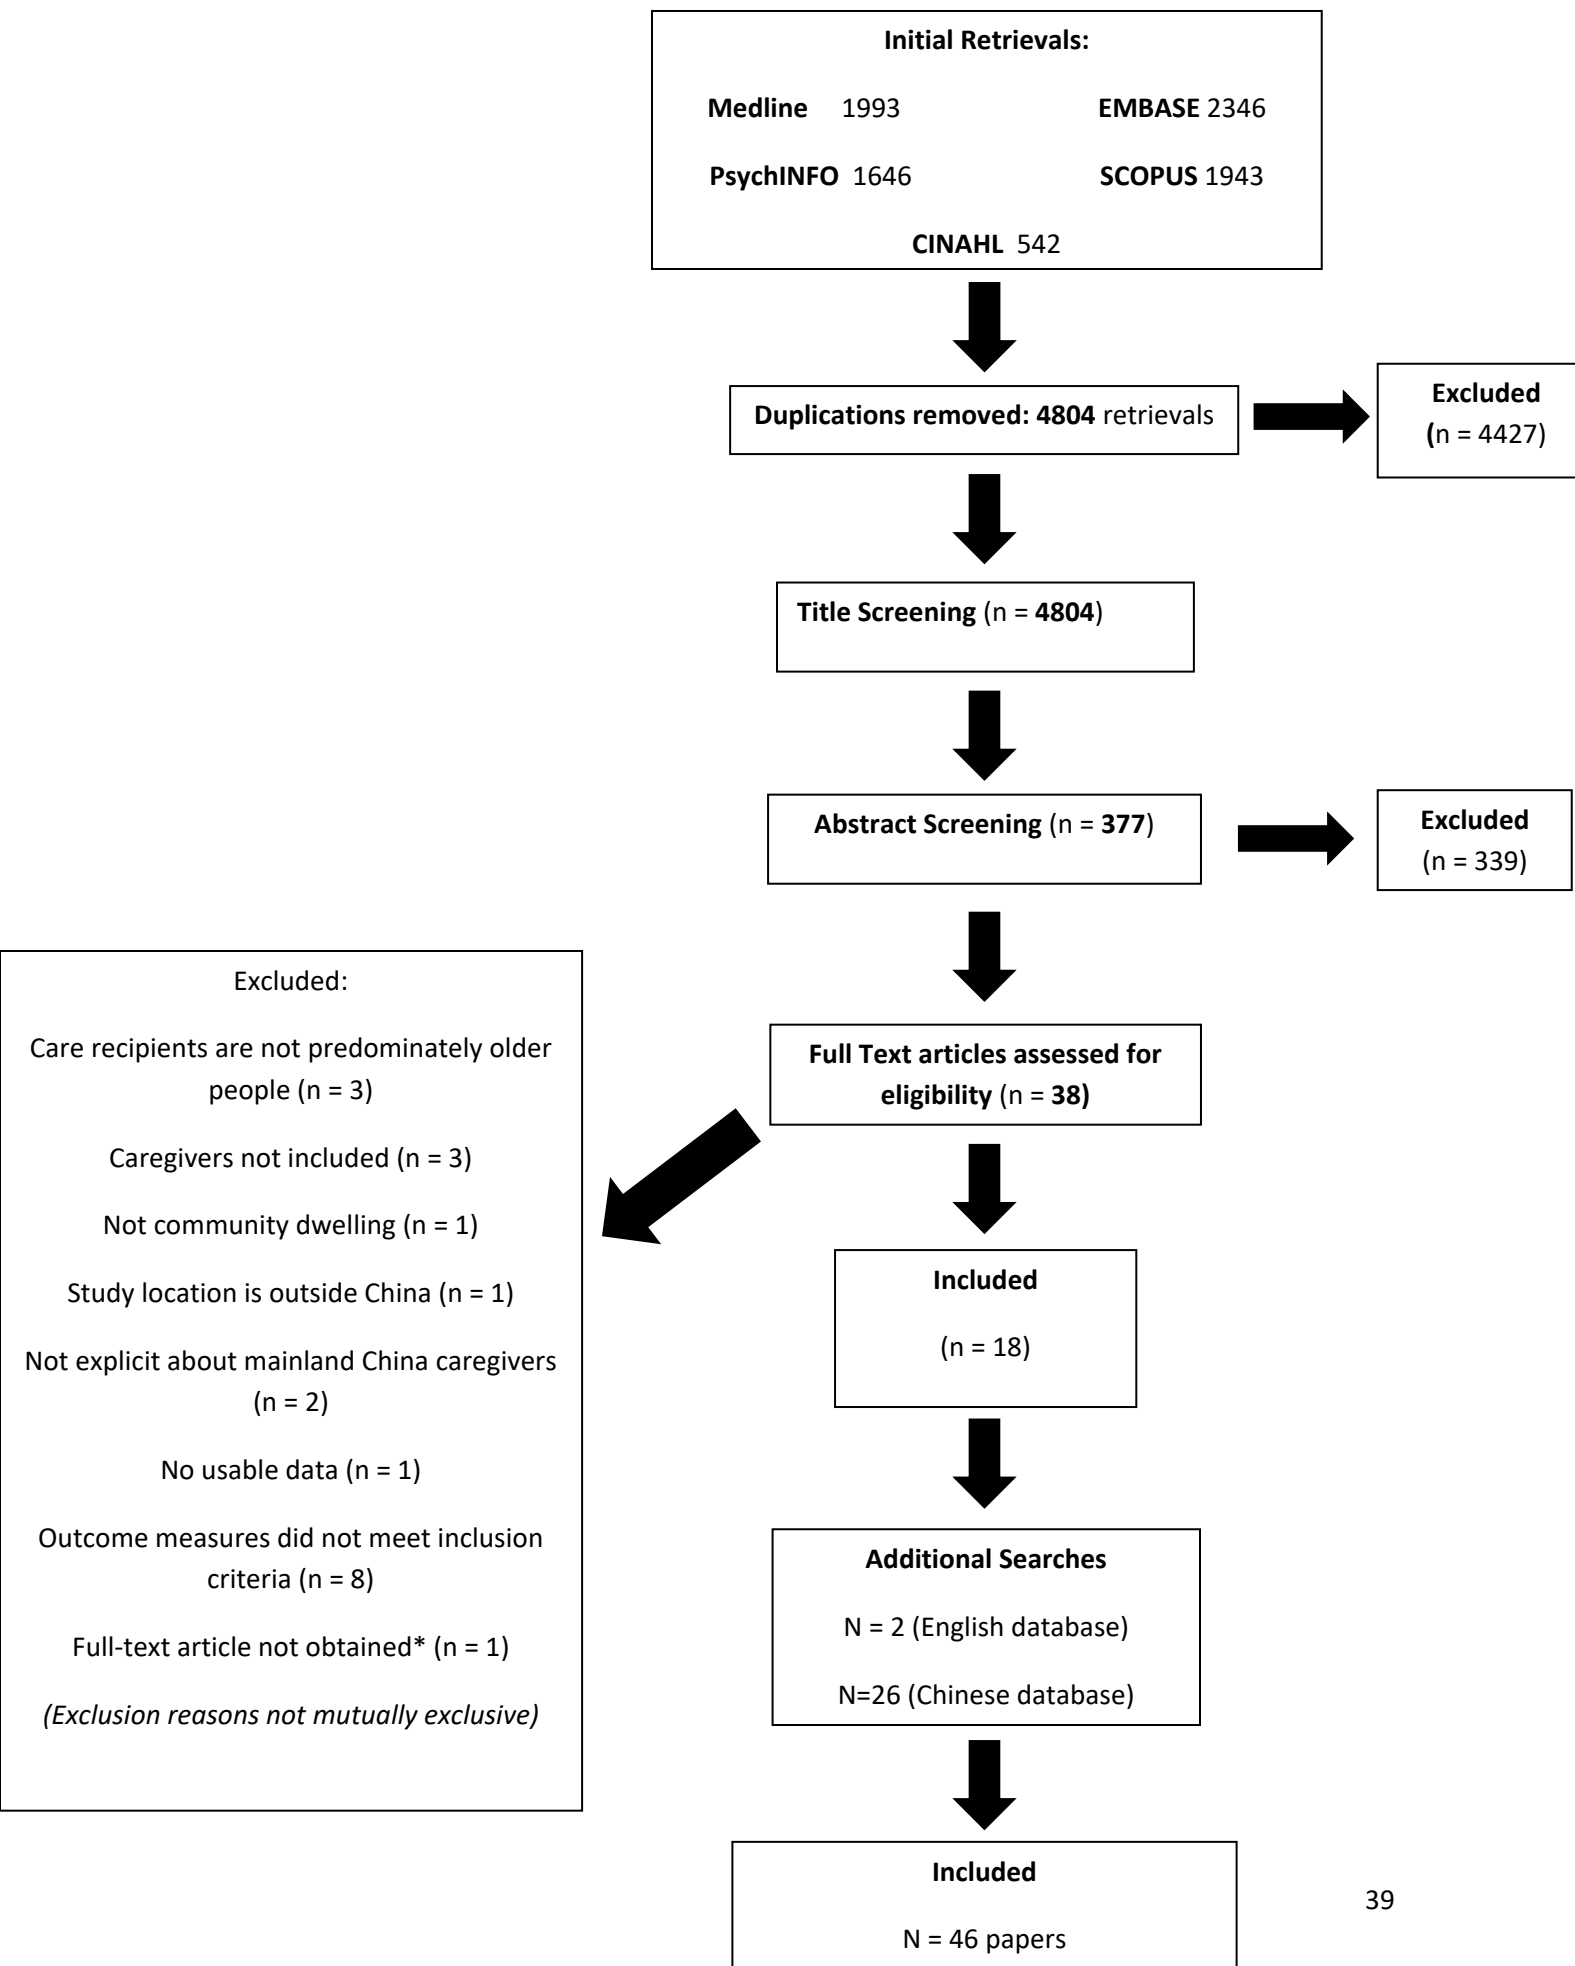 Initial Retrievals:
Medline 1993 EMBASE 2346
PsychINFO 1646 SCOPUS 1943
CINAHL 542
Duplications removed: 4804 retrievals
Excluded
(n = 4427)
Title Screening (n = 4804)
Abstract Screening (n = 377)
Excluded
(n = 339)
Full Text articles assessed for
eligibility (n = 38)
Excluded:
Care recipients are not predominately older
people (n = 3)
Caregivers not included (n = 3)
Not community dwelling (n = 1)
Study location is outside China (n = 1)
Not explicit about mainland China caregivers
(n = 2)
No usable data (n = 1)
Outcome measures did not meet inclusion
criteria (n = 8)
Full-text article not obtained* (n = 1)
(Exclusion reasons not mutually exclusive)
Included
(n = 18)
Additional Searches
N = 2 (English database)
N=26 (Chinese database)
Included
N = 46 papers
39